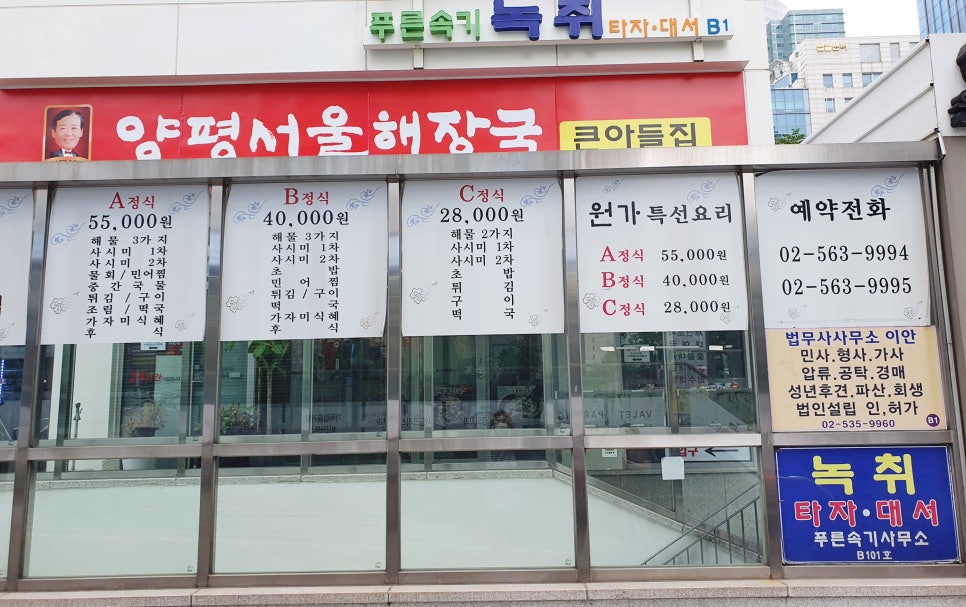 푸른속기 녹취 타자·대서 B1
양평서울해장국 큰아들집
A정식
55,000원
해물 3가지
사시미 1차
사시미 2차
물회/민어찜
중간국물
튀김/구이
조림/떡국
가자미식혜
후식
B정식
40,000원
해물 3가지
사시미 1차
사시미 2차
초밥
민어찜
튀김/구이
떡국
가자미식혜
후식
C정식
28,000원
해물 2가지
사시미 1차
사시미 2차
초밥
튀김
구이
떡국
원가 특선요리
A정식 55,000원
B정식 40,000원
C정식 28,000원
예약전화
02-563-9994
02-563-9995
법무사사무소 이안
민사.형사.가사
압류.공탁.경매
성년후견.파산.회생
법인설립 인,허가
02-535-9960 B1
VALET PAR
녹취
타자·대서
푸른속기사무소
B101호